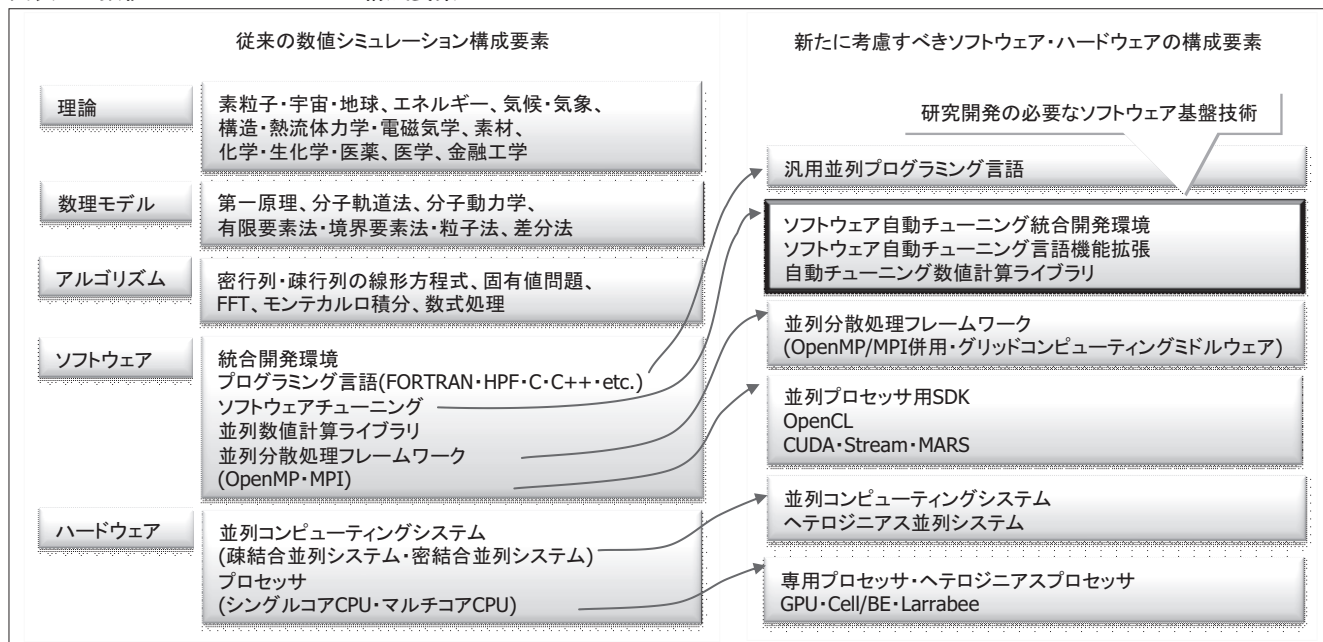 従来の数値シミュレーション構成要素
理論
素粒子・宇宙・地球、エネルギー、気候・気象、
構造・熱流体力学・電磁気学、素材、
化学・生化学・医薬、医学、金融工学
数理モデル
第一原理、分子軌道法、分子動力学、
有限要素法・境界要素法・粒子法、差分法
アルゴリズム
密行列・疎行列の線形方程式、固有値問題、
FFT、モンテカルロ積分、数式処理
ソフトウェア
統合開発環境
プログラミング言語(FORTRAN・HPF・C・C++・etc.)
ソフトウェアチューニング
並列数値計算ライブラリ
並列分散処理フレームワーク
(OpenMP・MPI)
ハードウェア
並列コンピューティングシステム
(疎結合並列システム・密結合並列システム)
プロセッサ
(シングルコアCPU・マルチコアCPU)
新たに考慮すべきソフトウェア・ハードウェアの構成要素
研究開発の必要なソフトウェア基盤技術
汎用並列プログラミング言語
ソフトウェア自動チューニング統合開発環境
ソフトウェア自動チューニング言語機能拡張
自動チューニング数値計算ライブラリ
並列分散処理フレームワーク
(OpenMP/MPI併用・グリッドコンピューティングミドルウェア)
並列プロセッサ用SDK
OpenCL
CUDA・Stream・MARS
並列コンピューティングシステム
ヘテロジニアス並列システム
専用プロセッサ・ヘテロジニアスプロセッサ
GPU・Cell/BE・Larrabee